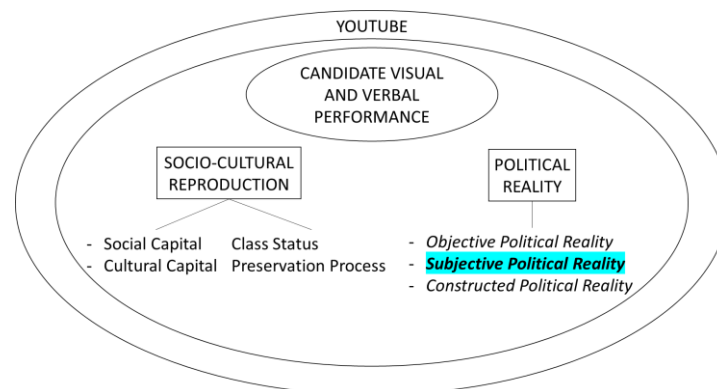 YOUTUBE
CANDIDATE VISUAL
AND VERBAL
PERFORMANCE
SOCIO-CULTURAL
REPRODUCTION
- Social Capital
- Cultural Capital
Class Status
Preservation Process
POLITICAL
REALITY
- Objective Political Reality
- Subjective Political Reality
- Constructed Political Reality